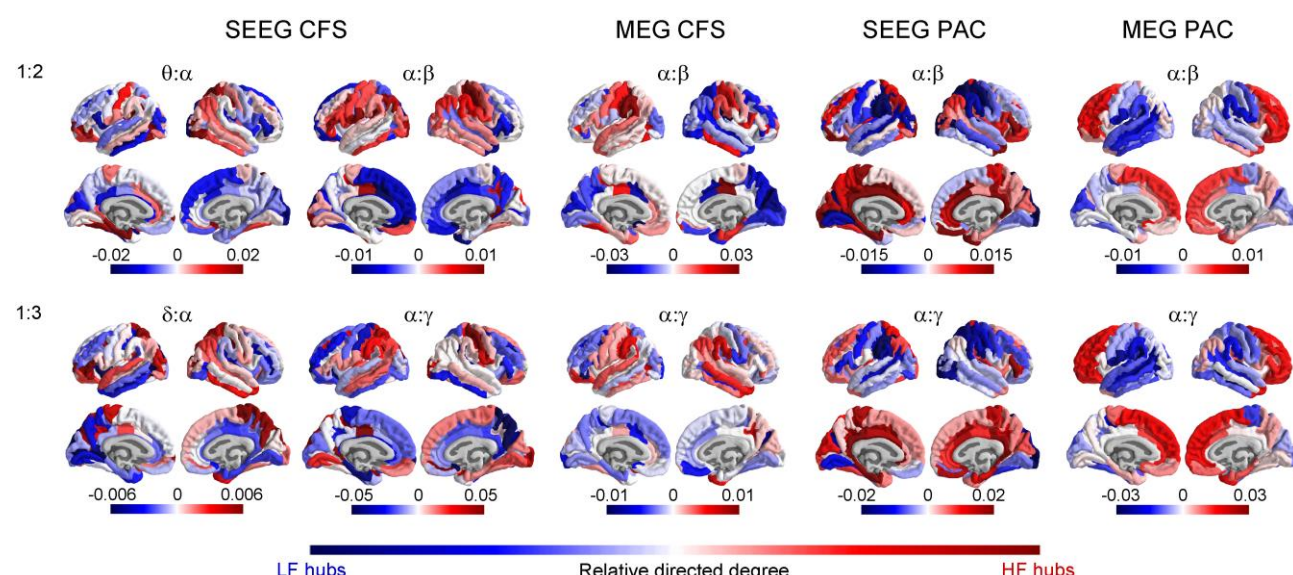 SEEG CFS MEG CFS SEEG PAC MEG PAC
1:2 θ:α α:β α:β α:β α:β
-0.02 0 0.02 -0.01 0 0.01 -0.03 0 0.03 -0.015 0 0.015 -0.01 0 0.01
1:3 δ:α α:γ α:γ α:γ α:γ
-0.006 0 0.006 -0.05 0 0.05 -0.01 0 0.01 -0.02 0 0.02 -0.03 0 0.03
LF hubs Relative directed degree HF hubs